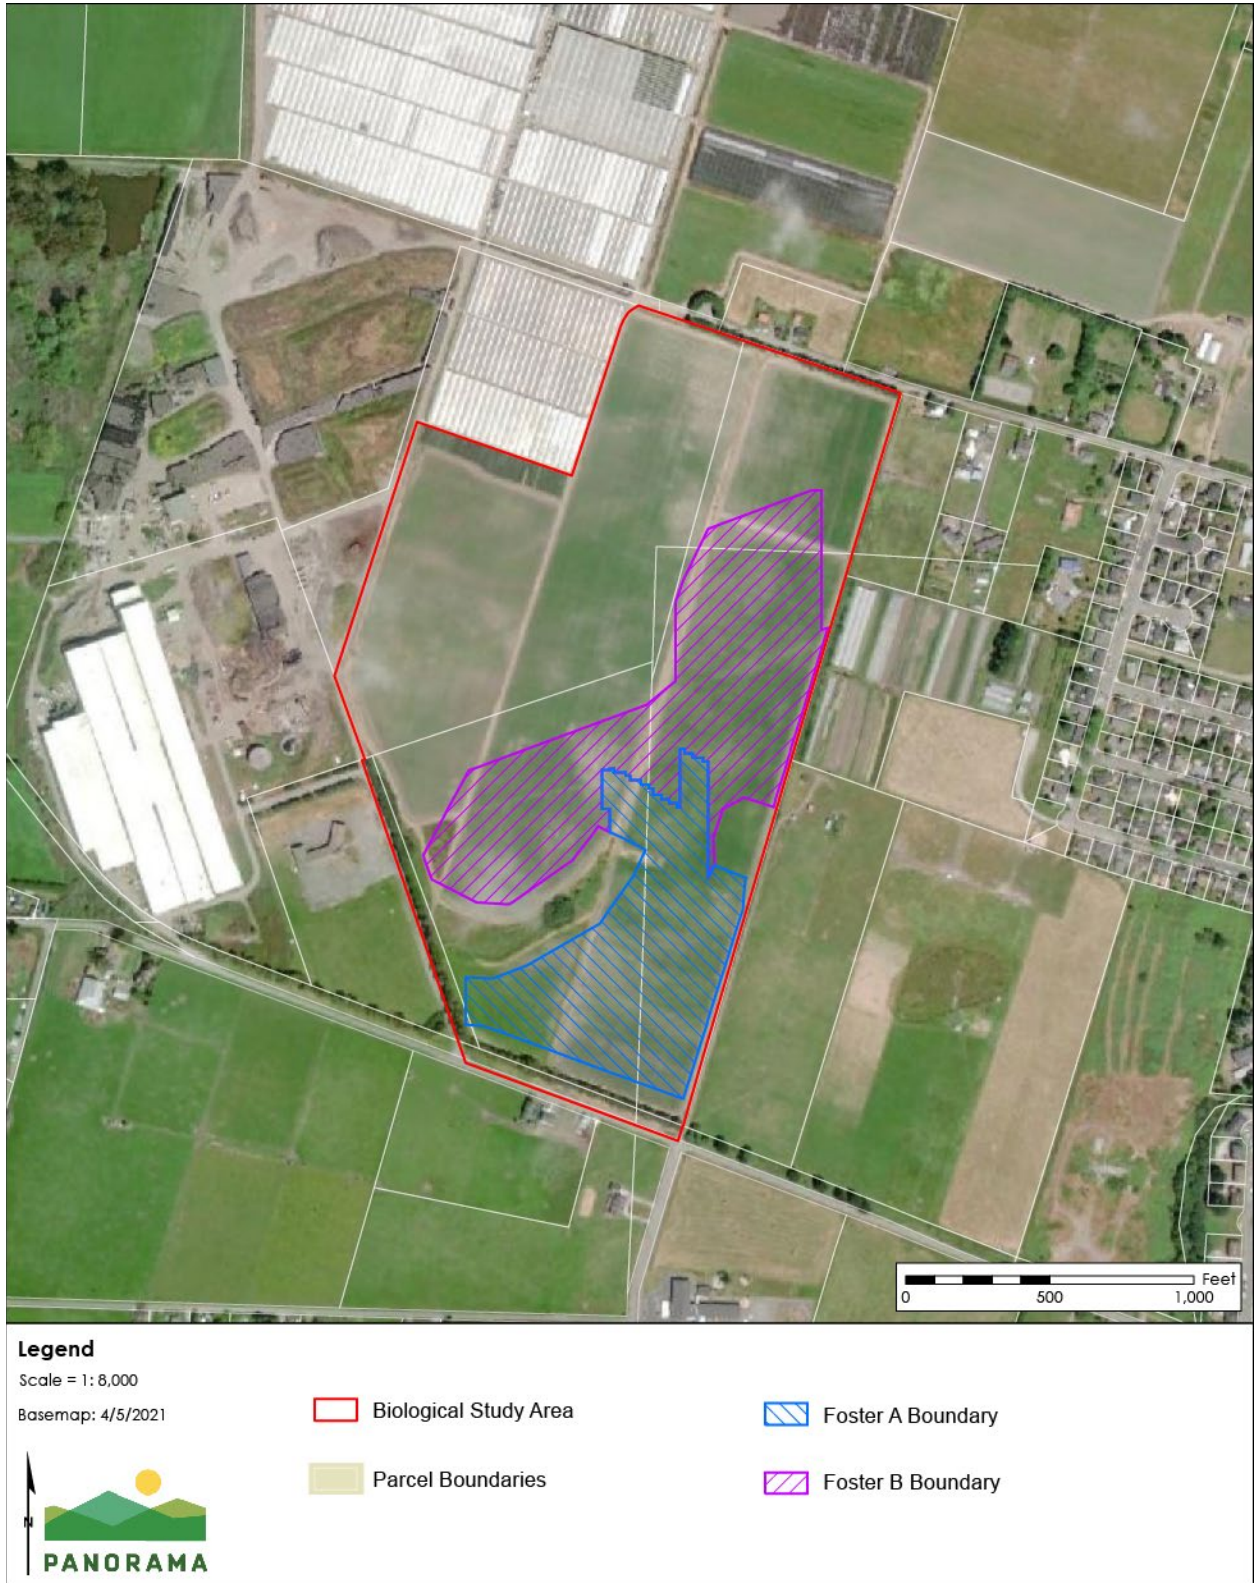 Feet
0 500 1,000
Legend
Scale = 1: 8,000
Basemap: 4/5/2021
Biological Study Area
Parcel Boundaries
Foster A Boundary
Foster B Boundary
N
PANORAMA